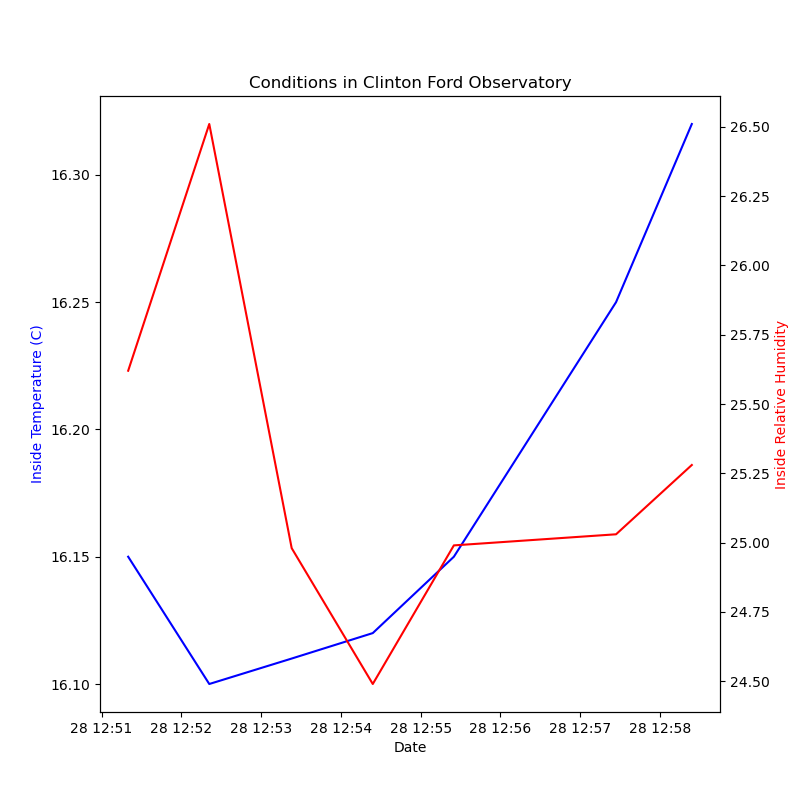 Conditions in Clinton Ford Observatory
16.30
16.25
16.20
16.15
16.10
Inside Temperature (C)
26.50
26.25
26.00
25.75
25.50
25.25
25.00
24.75
24.50
Inside Relative Humidity
28 12:51 28 12:52 28 12:53 28 12:54 28 12:55 28 12:56 28 12:57 28 12:58
Date